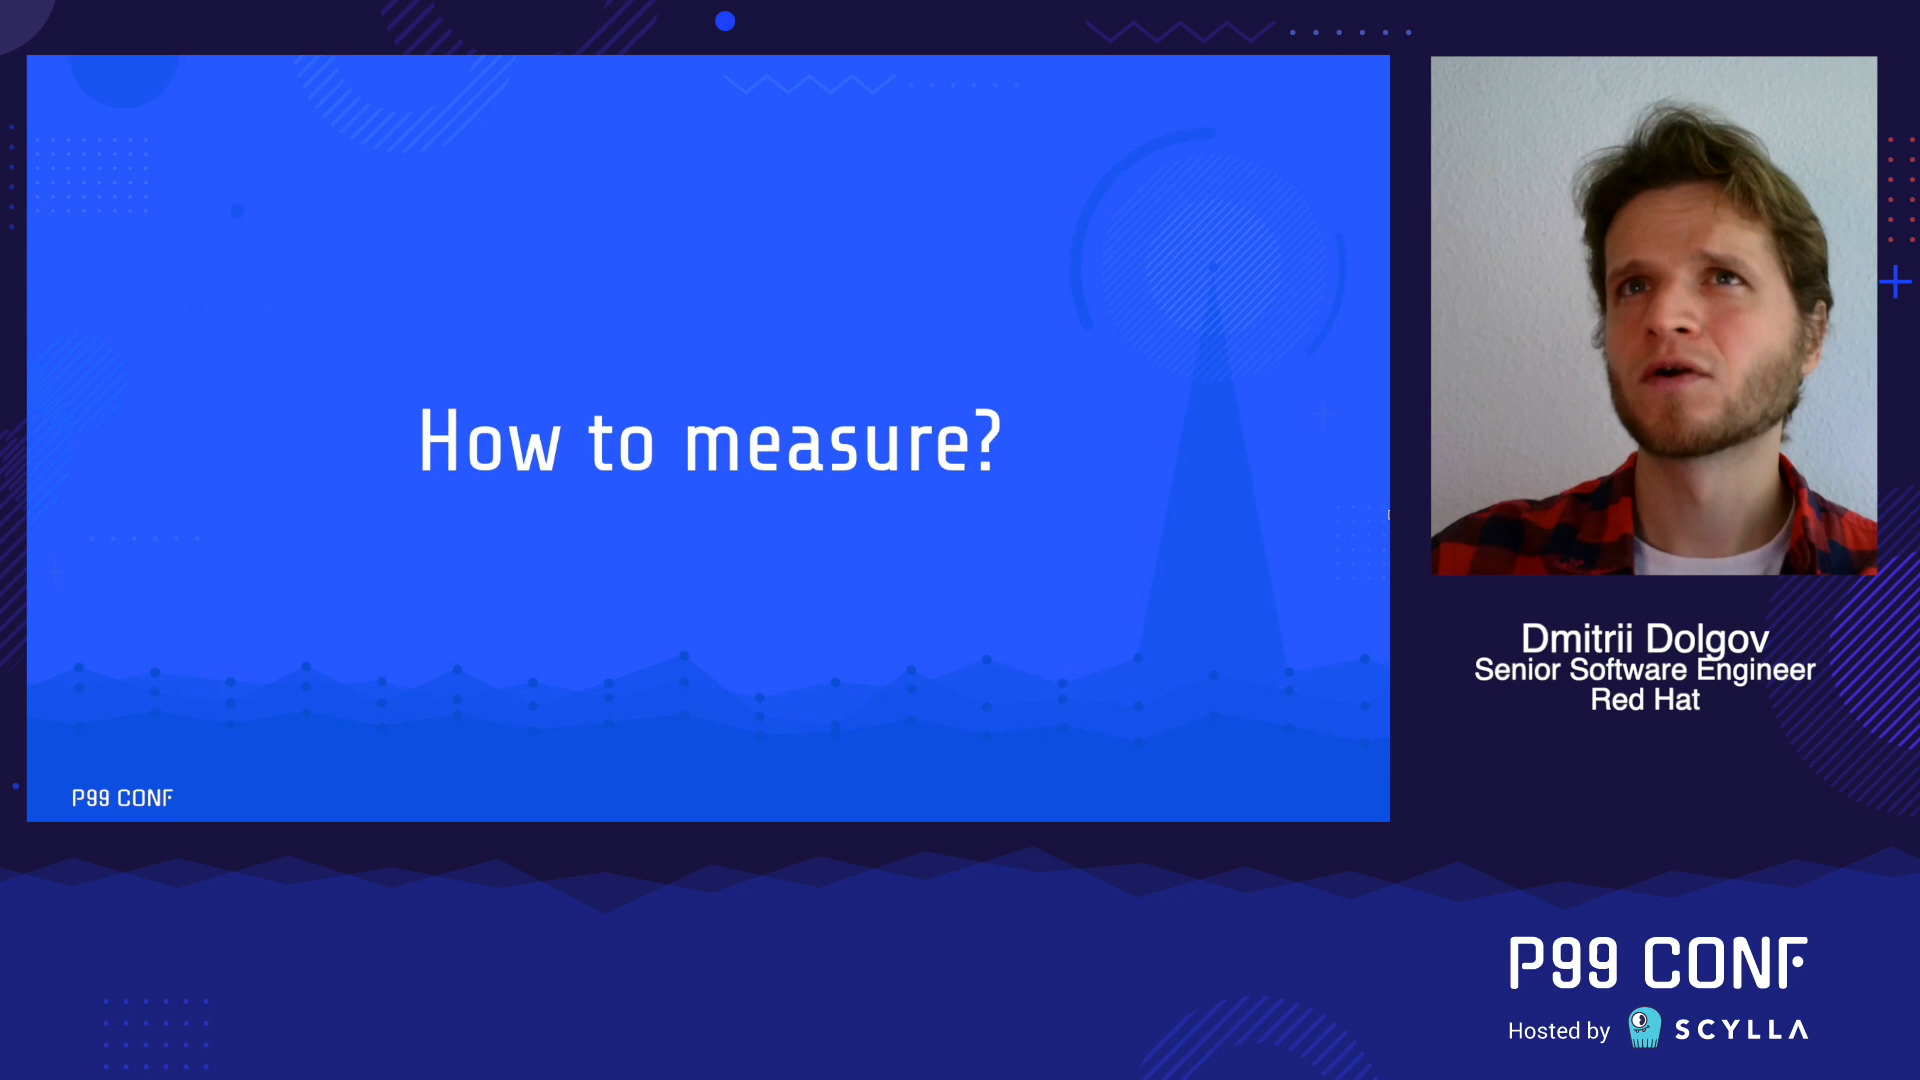 How to measure?
P99 CONF
Dmitrii Dolgov
Senior Software Engineer
Red Hat
P99 CONF
Hosted by SCYLLA